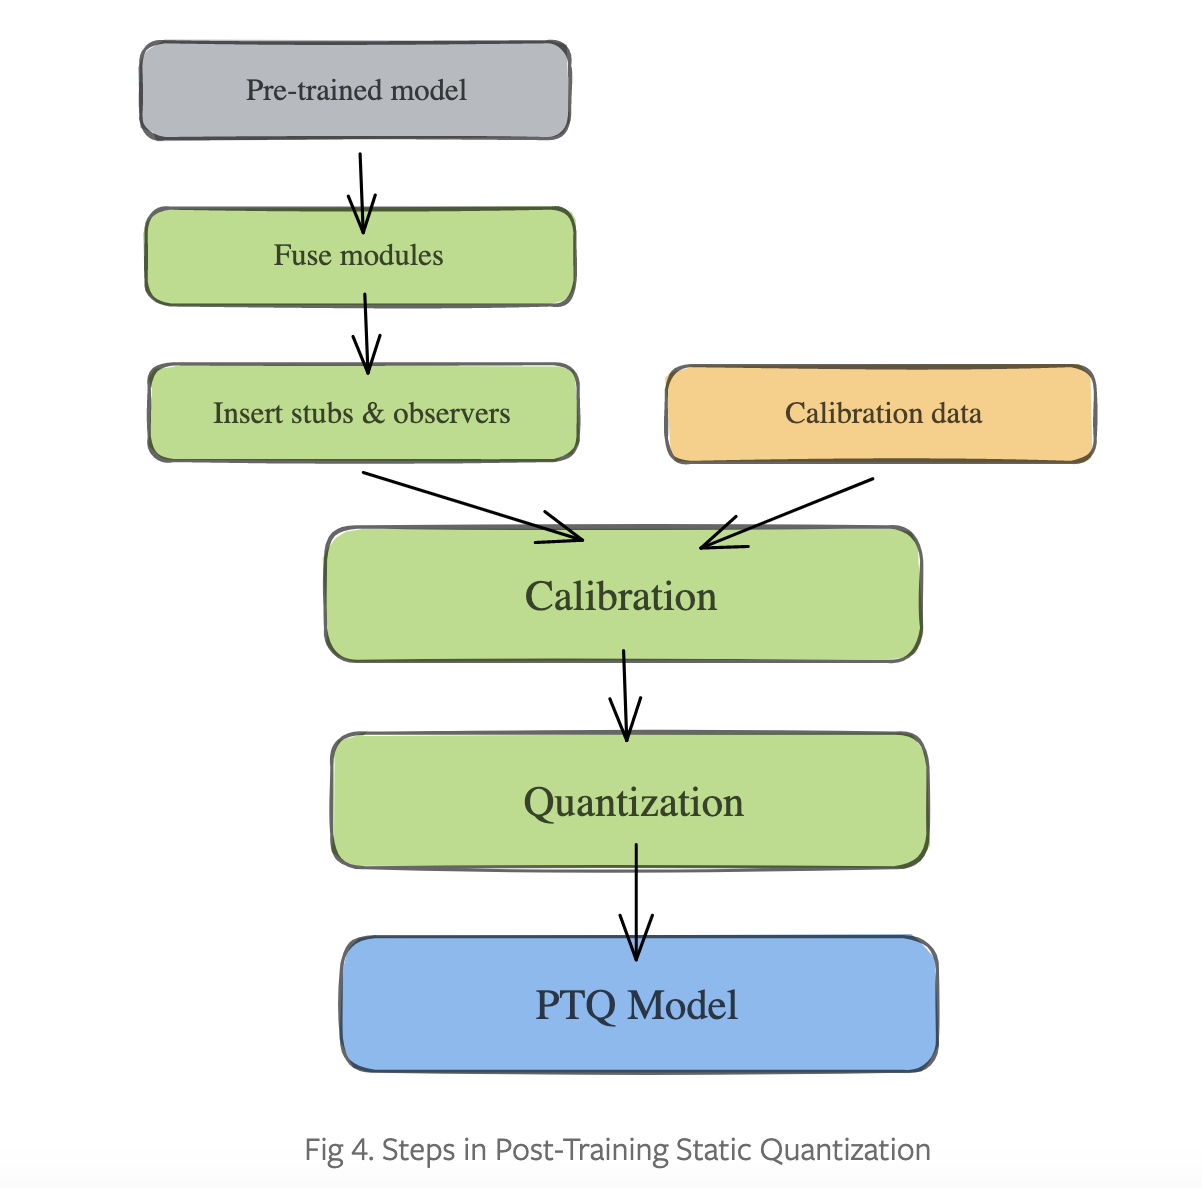 Pre-trained model
Fuse modules
Insert stubs & observers
Calibration data
Calibration
Quantization
PTQ Model
Fig 4. Steps in Post-Training Static Quantization